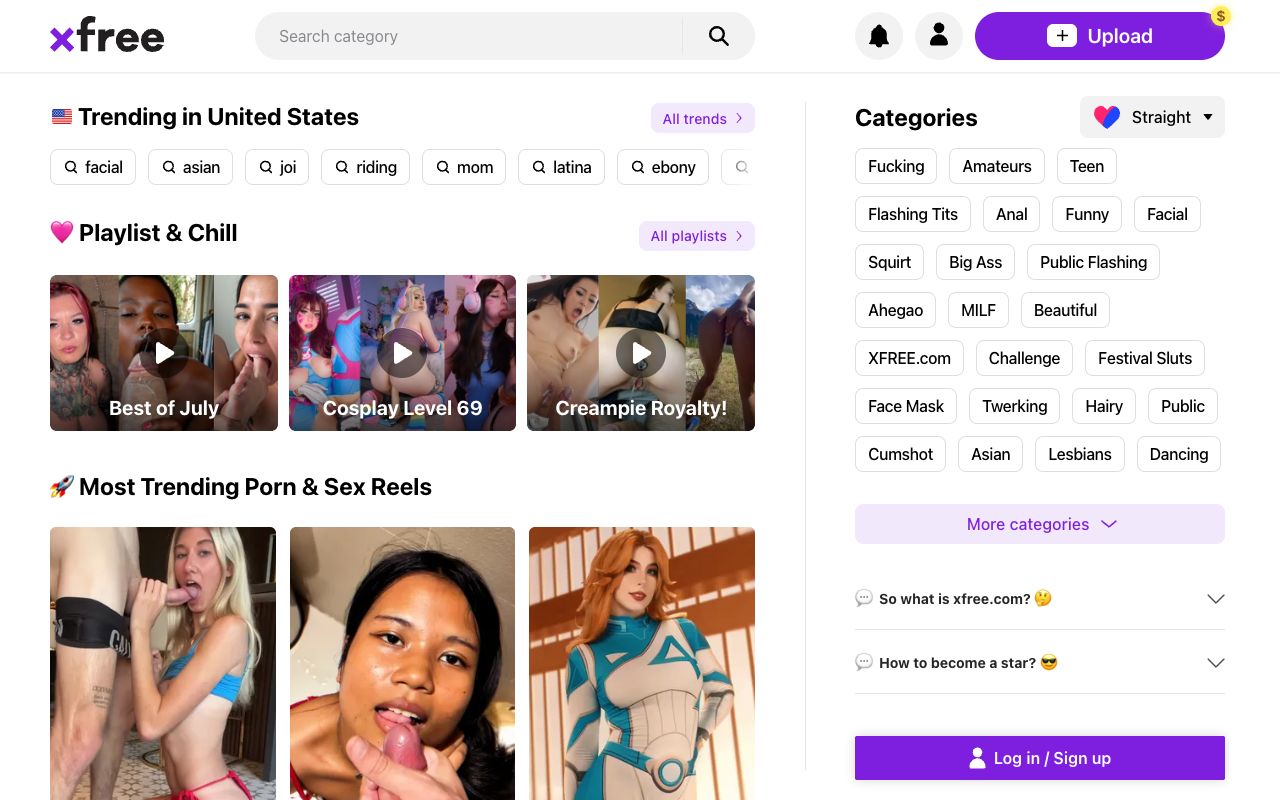 xfree
Search category
$
Upload
Trending in United States
All trends
facial
asian
joi
riding
mom
latina
ebony
Playlist & Chill
All playlists
Best of July
Cosplay Level 69
Creampie Royalty!
Most Trending Porn & Sex Reels
Categories
Straight
Fucking
Amateurs
Teen
Flashing Tits
Anal
Funny
Facial
Squirt
Big Ass
Public Flashing
Ahegao
MILF
Beautiful
XFREE.com
Challenge
Festival Sluts
Face Mask
Twerking
Hairy
Public
Cumshot
Asian
Lesbians
Dancing
More categories
So what is xfree.com?
How to become a star?
Log in / Sign up